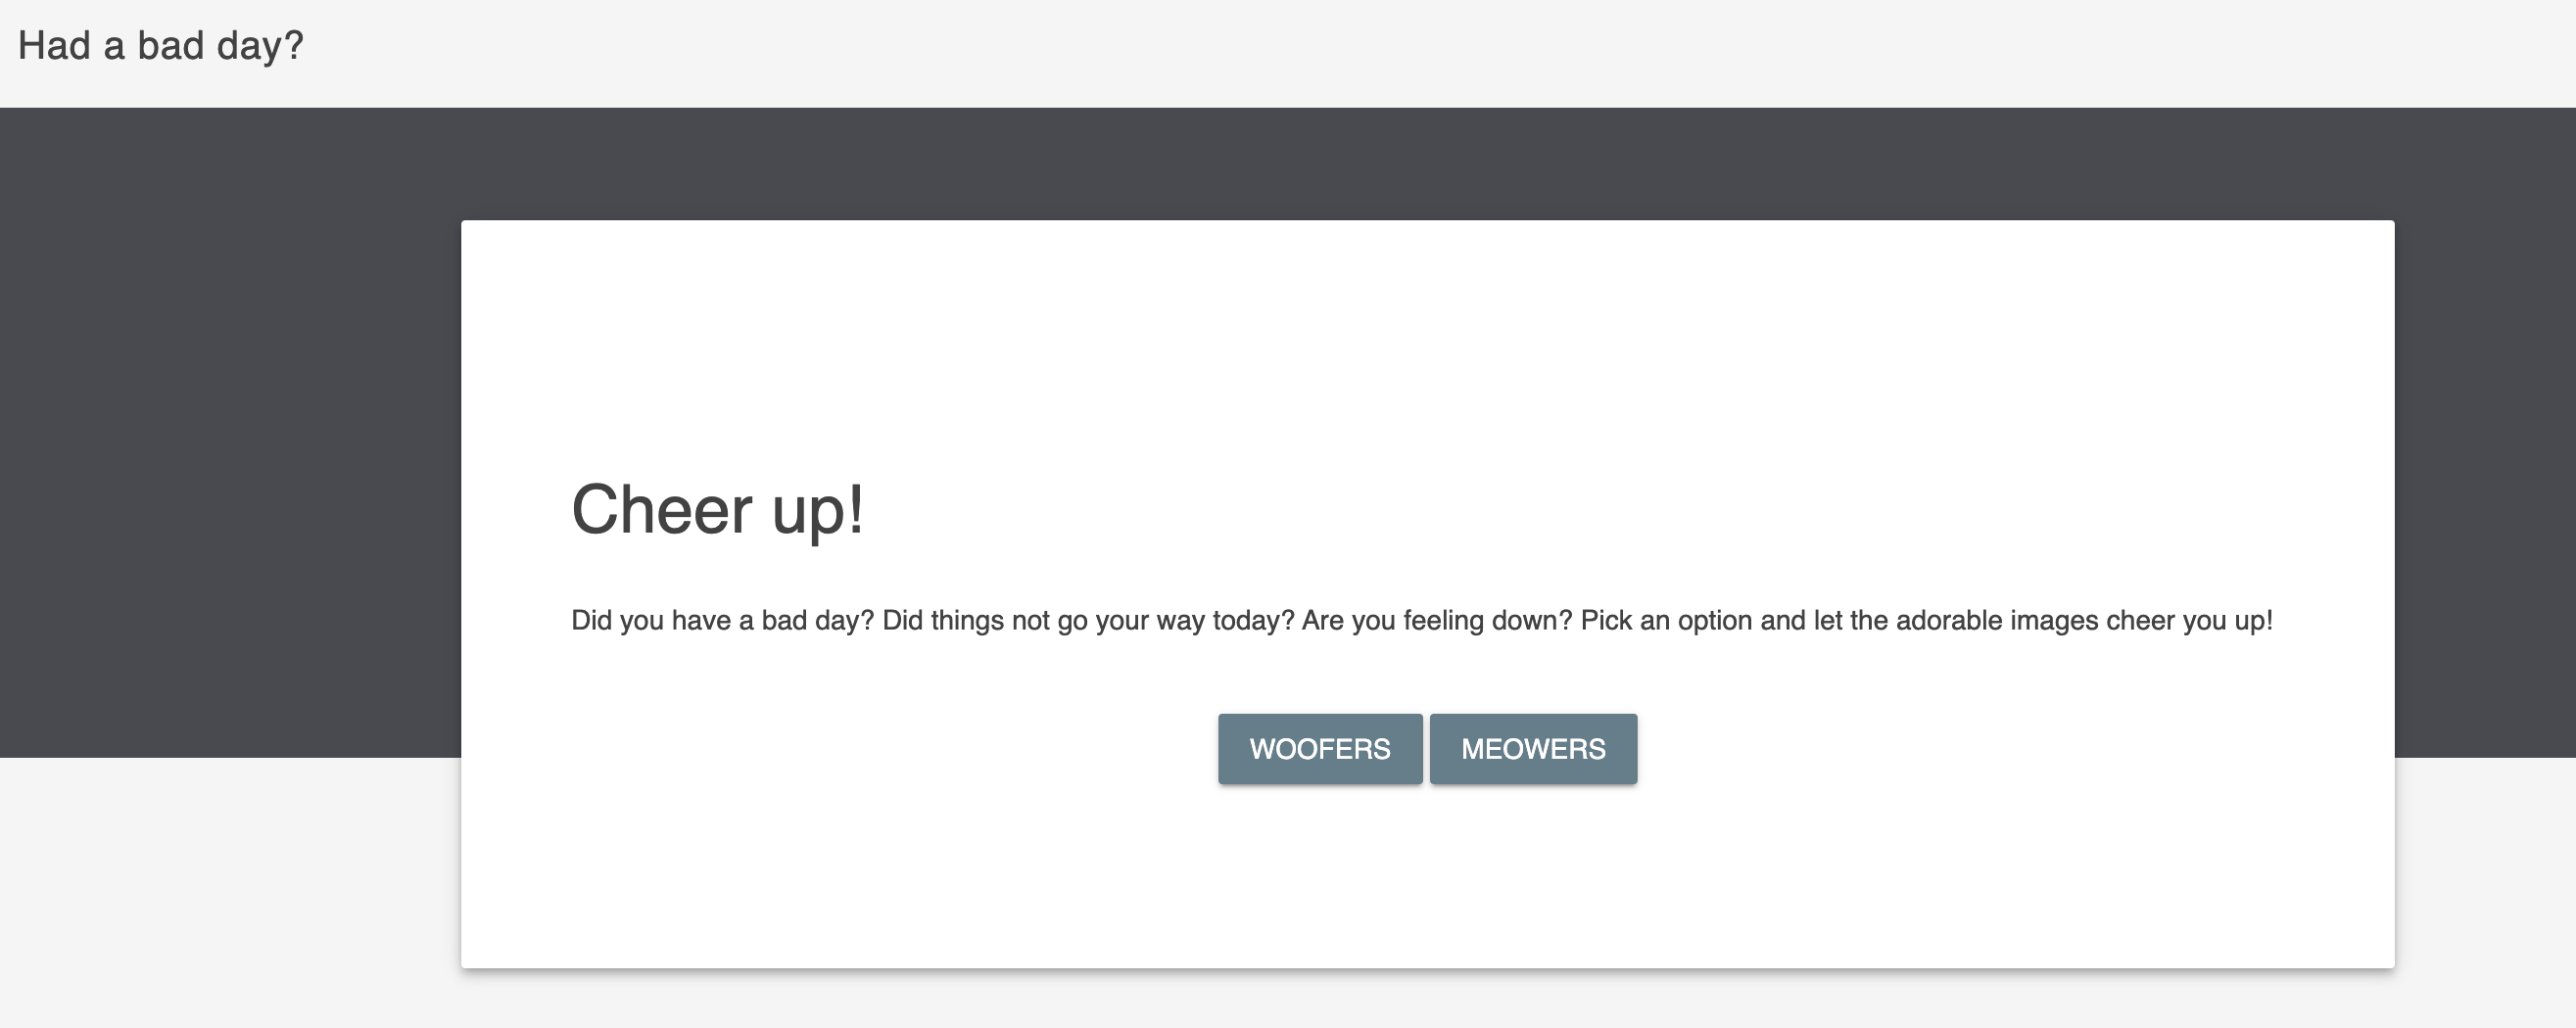 Had a bad day?
Cheer up!
Did you have a bad day? Did things not go your way today? Are you feeling down? Pick an option and let the adorable images cheer you up!
WOOFERS MEOWERS